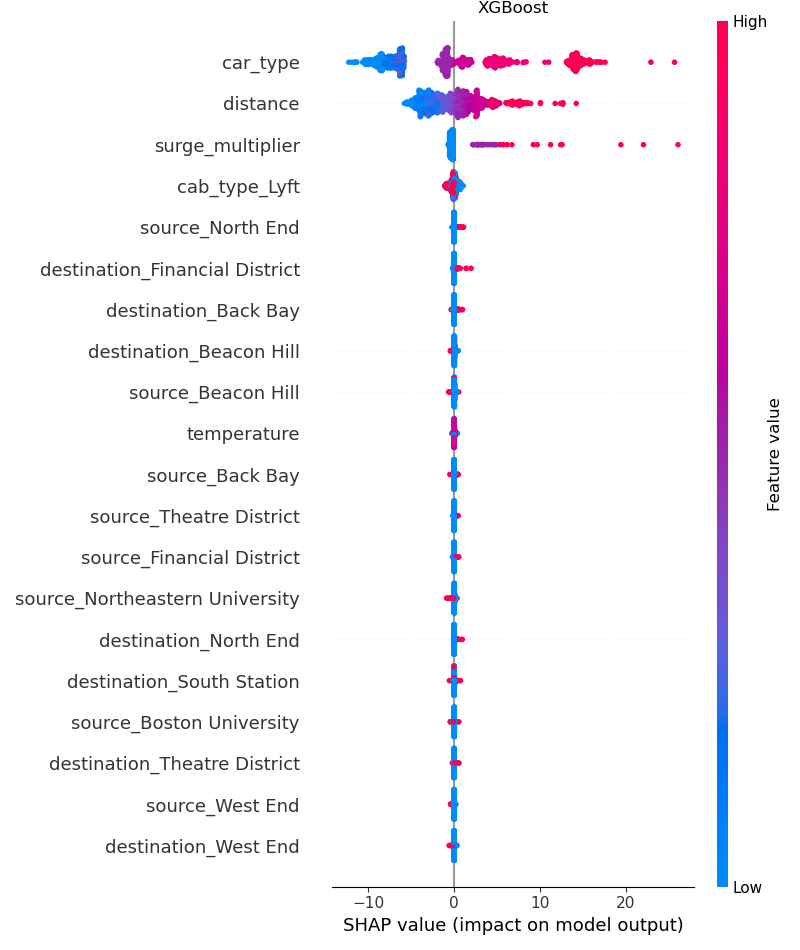 XGBoost
High
car_type
distance
surge_multiplier
cab_type_Lyft
source_North End
destination_Financial District
destination_Back Bay
destination_Beacon Hill
source_Beacon Hill
temperature
source_Back Bay
source_Theatre District
source_Financial District
source_Northeastern University
destination_North End
destination_South Station
source_Boston University
destination_Theatre District
source_West End
destination_West End
Feature value
Low
−10 0 10 20
SHAP value (impact on model output)